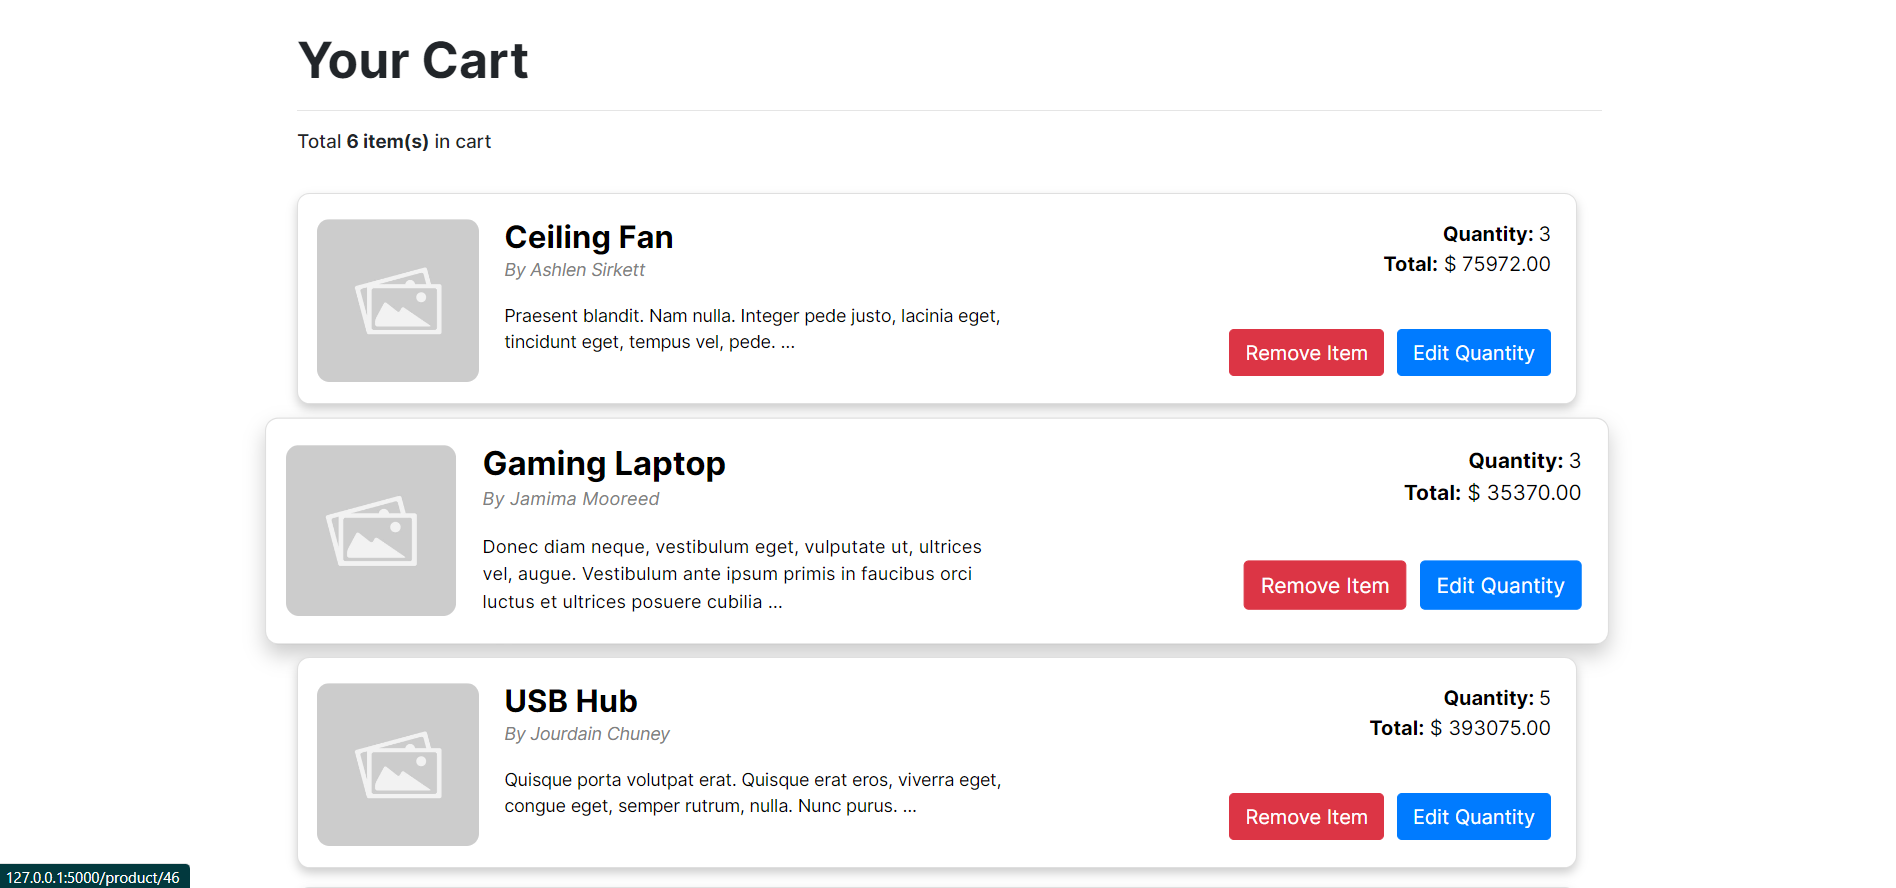 Your Cart
Total 6 item(s) in cart
Ceiling Fan
By Ashlen Sirkett
Praesent blandit. Nam nulla. Integer pede justo, lacinia eget,
tincidunt eget, tempus vel, pede. ...
Quantity: 3
Total: $ 75972.00
Remove Item
Edit Quantity
Gaming Laptop
By Jamima Mooreed
Donec diam neque, vestibulum eget, vulputate ut, ultrices
vel, augue. Vestibulum ante ipsum primis in faucibus orci
luctus et ultrices posuere cubilia ...
Quantity: 3
Total: $ 35370.00
Remove Item
Edit Quantity
USB Hub
By Jourdain Chuney
Quisque porta volutpat erat. Quisque erat eros, viverra eget,
congue eget, semper rutrum, nulla. Nunc purus. ...
Quantity: 5
Total: $ 393075.00
Remove Item
Edit Quantity
127.0.0.1:5000/product/46